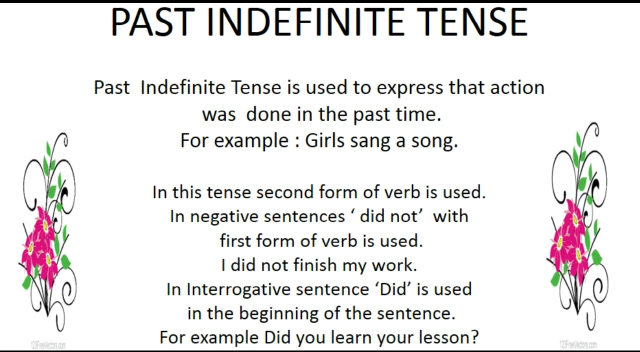 PAST INDEFINITE TENSE
Past Indefinite Tense is used to express that action
was done in the past time.
For example : Girls sang a song.
In this tense second form of verb is used.
In negative sentences ‘ did not’ with
first form of verb is used.
I did not finish my work.
In Interrogative sentence ‘Did’ is used
in the beginning of the sentence.
For example Did you learn your lesson?